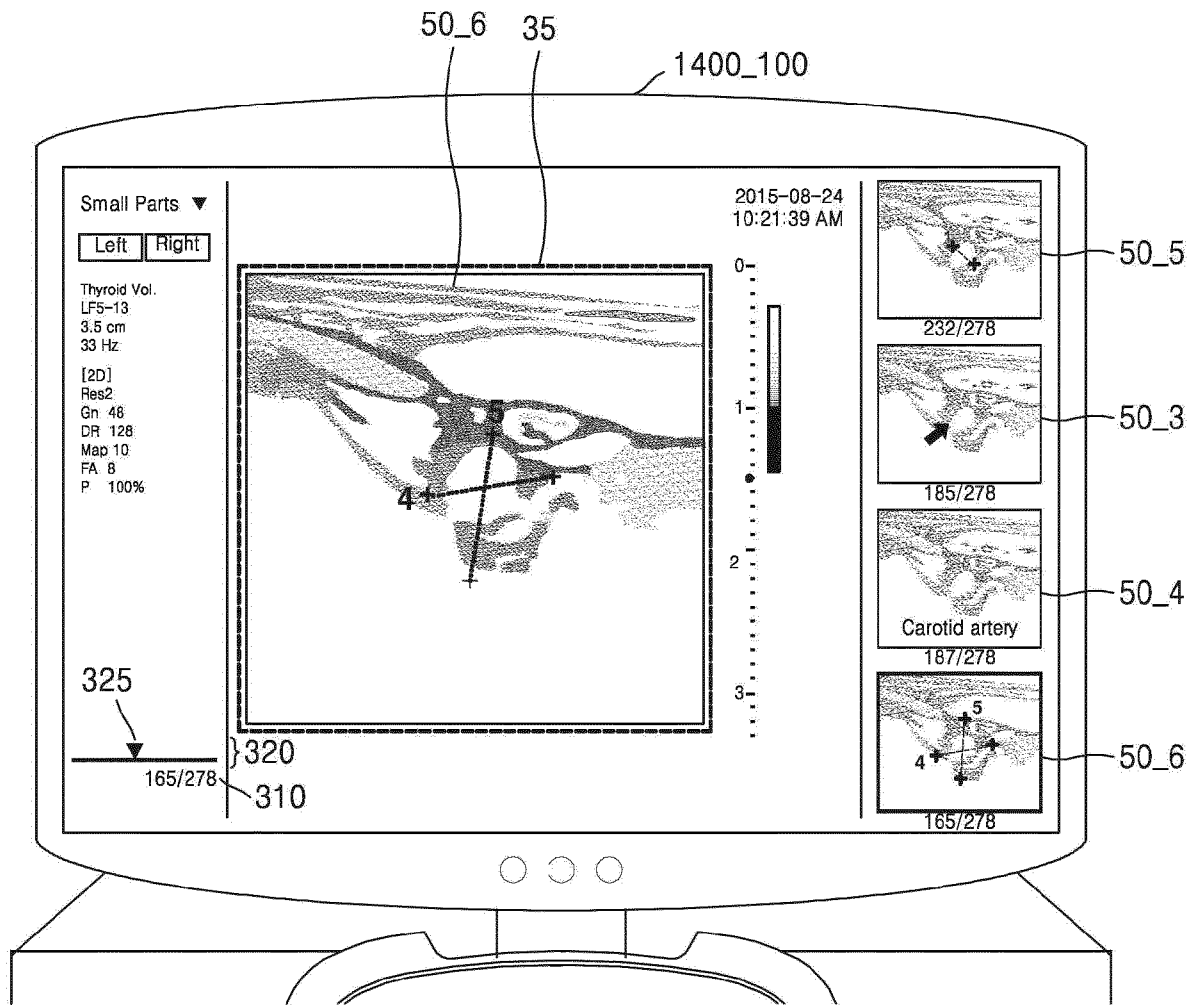 50_6
35
1400_100
Small Parts ▼
Left
Right
Thyroid Vol.
LF5-13
3.5 cm
33 Hz
[2D]
Res2
Gn 48
DR 128
Map 10
FA 8
P 100%
325
320
165/278
310
2015-08-24
10:21:39 AM
0
1
2
3
5
4
232/278
50_5
185/278
50_3
Carotid artery
187/278
50_4
5
4
165/278
50_6